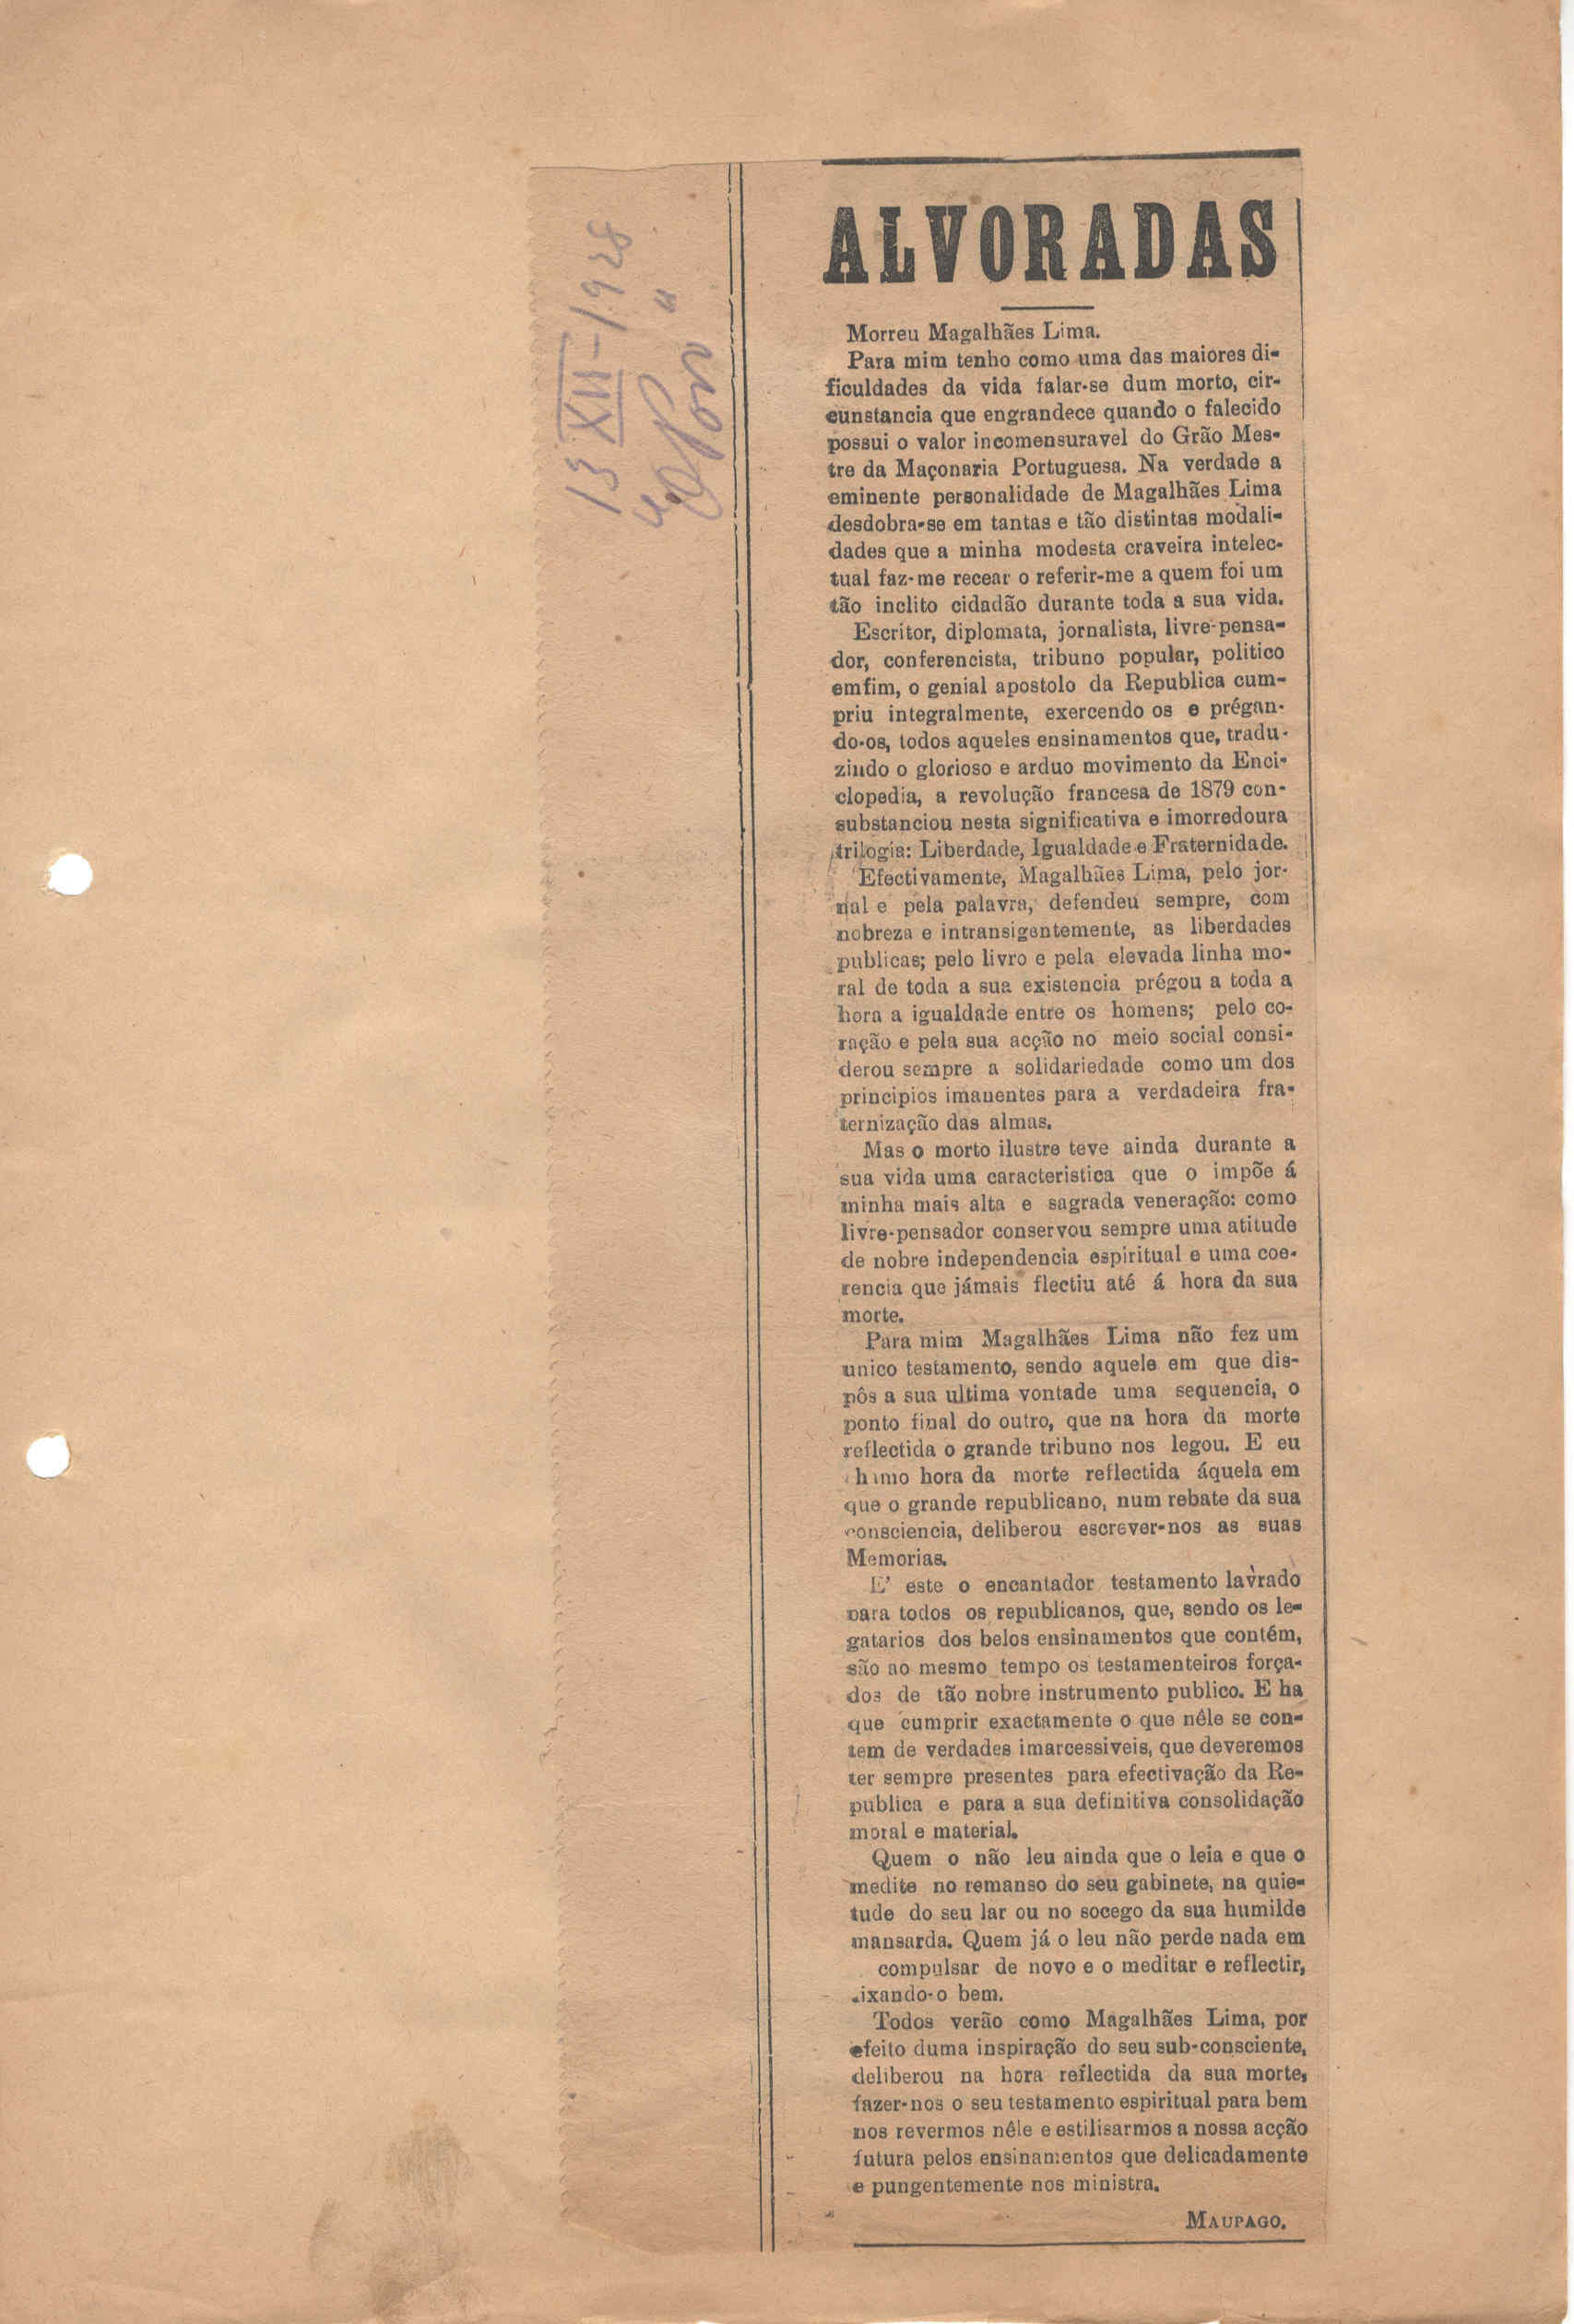 13-XII-1928
ALVORADAS
Morreu Magalhães Lima.
Para mim tenho como uma das maiores di-
ficuldades da vida falar-se dum morto, cir-
cunstancia que engrandece quando o falecido
possui o valor incomensuravel do Grão Mes-
tre da Maçonaria Portuguesa. Na verdade a
eminente personalidade de Magalhães Lima
desdobra-se em tantas e tão distintas modali-
dades que a minha modesta craveira intelec-
tual faz-me recear o referir-me a quem foi um
tão inclito cidadão durante toda a sua vida.
Escritor, diplomata, jornalista, livre-pensa-
dor, conferencista, tribuno popular, politico
emfim, o genial apostolo da Republica cum-
priu integralmente, exercendo os e prégan-
do-os, todos aqueles ensinamentos que, tradu-
zindo o glorioso e arduo movimento da Enci-
clopedia, a revolução francesa de 1879 con-
substanciou nesta significativa e imorredoura
trilogia: Liberdade, Igualdade e Fraternidade.
Efectivamente, Magalhães Lima, pelo jor-
nal e pela palavra, defendeu sempre, com
nobreza e intransigentemente, as liberdades
publicas; pelo livro e pela elevada linha mo-
ral de toda a sua existencia prégou a toda a
hora a igualdade entre os homens; pelo co-
ração e pela sua acção no meio social consi-
derou sempre a solidariedade como um dos
principios imanentes para a verdadeira fra-
ternização das almas.
Mas o morto ilustre teve ainda durante a
sua vida uma caracteristica que o impõe á
minha mais alta e sagrada veneração: como
livre-pensador conservou sempre uma atitude
de nobre independencia espiritual e uma coe-
rencia que jámais flectiu até á hora da sua
morte.
Para mim Magalhães Lima não fez um
unico testamento, sendo aquele em que dis-
pôs a sua ultima vontade uma sequencia, o
ponto final do outro, que na hora da morte
reflectida o grande tribuno nos legou. E eu
hamo hora da morte reflectida áquela em
que o grande republicano, num rebate da sua
consciencia, deliberou escrever-nos as suas
Memorias.
E' este o encantador testamento lavrado
para todos os republicanos, que, sendo os le-
gatarios dos belos ensinamentos que contém,
são ao mesmo tempo os testamenteiros força-
dos de tão nobre instrumento publico. E ha
que cumprir exactamente o que nêle se con-
tem de verdades imarcessiveis, que deveremos
ter sempre presentes para efectivação da Re-
publica e para a sua definitiva consolidação
moral e material.
Quem o não leu ainda que o leia e que o
medite no remanso do seu gabinete, na quie-
tude do seu lar ou no socego da sua humilde
mansarda. Quem já o leu não perde nada em
compulsar de novo e o meditar e reflectir,
ixando-o bem.
Todos verão como Magalhães Lima, por
efeito duma inspiração do seu sub-consciente,
deliberou na hora reflectida da sua morte,
fazer-nos o seu testamento espiritual para bem
nos revermos nêle e estilisarmos a nossa acção
futura pelos ensinamentos que delicadamente
e pungentemente nos ministra.
MAUPAGO.